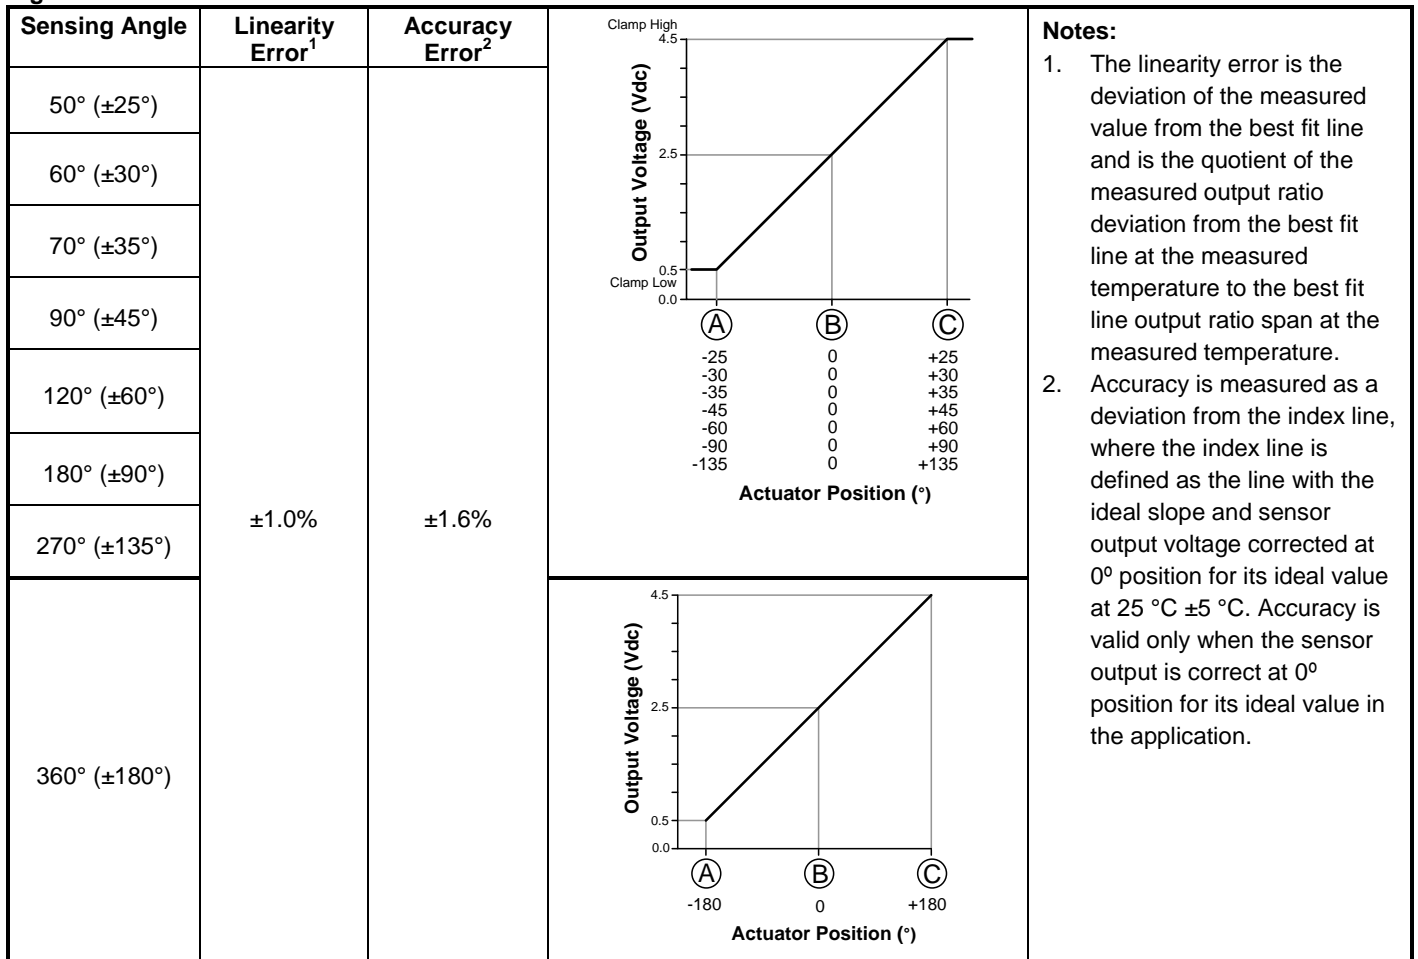 Sensing Angle
Linearity
Error1
Accuracy
Error2
50° (±25°)
60° (±30°)
70° (±35°)
90° (±45°)
120° (±60°)
180° (±90°)
270° (±135°)
360° (±180°)
±1.0%
±1.6%
Clamp High
4.5
2.5
0.5
Clamp Low
0.0
Output Voltage (Vdc)
A B C
-25 0 +25
-30 0 +30
-35 0 +35
-45 0 +45
-60 0 +60
-90 0 +90
-135 0 +135
Actuator Position (°)
4.5
2.5
0.5
0.0
Output Voltage (Vdc)
A B C
-180 0 +180
Actuator Position (°)
Notes:
1. The linearity error is the
deviation of the measured
value from the best fit line
and is the quotient of the
measured output ratio
deviation from the best fit
line at the measured
temperature to the best fit
line output ratio span at the
measured temperature.
2. Accuracy is measured as a
deviation from the index line,
where the index line is
defined as the line with the
ideal slope and sensor
output voltage corrected at
0º position for its ideal value
at 25 °C ±5 °C. Accuracy is
valid only when the sensor
output is correct at 0º
position for its ideal value in
the application.